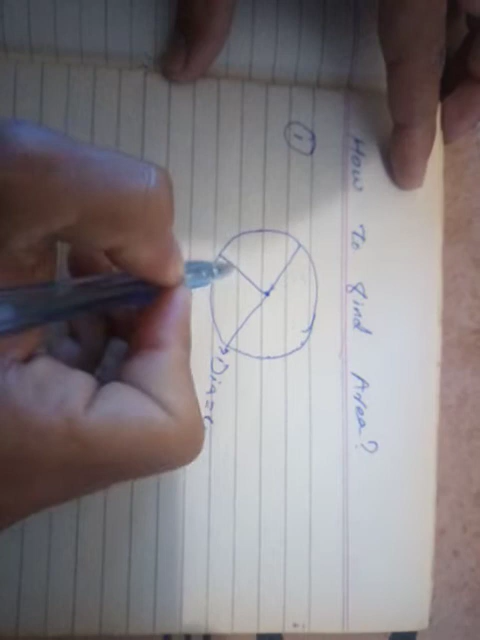 How to find Area?
①
Dia = r